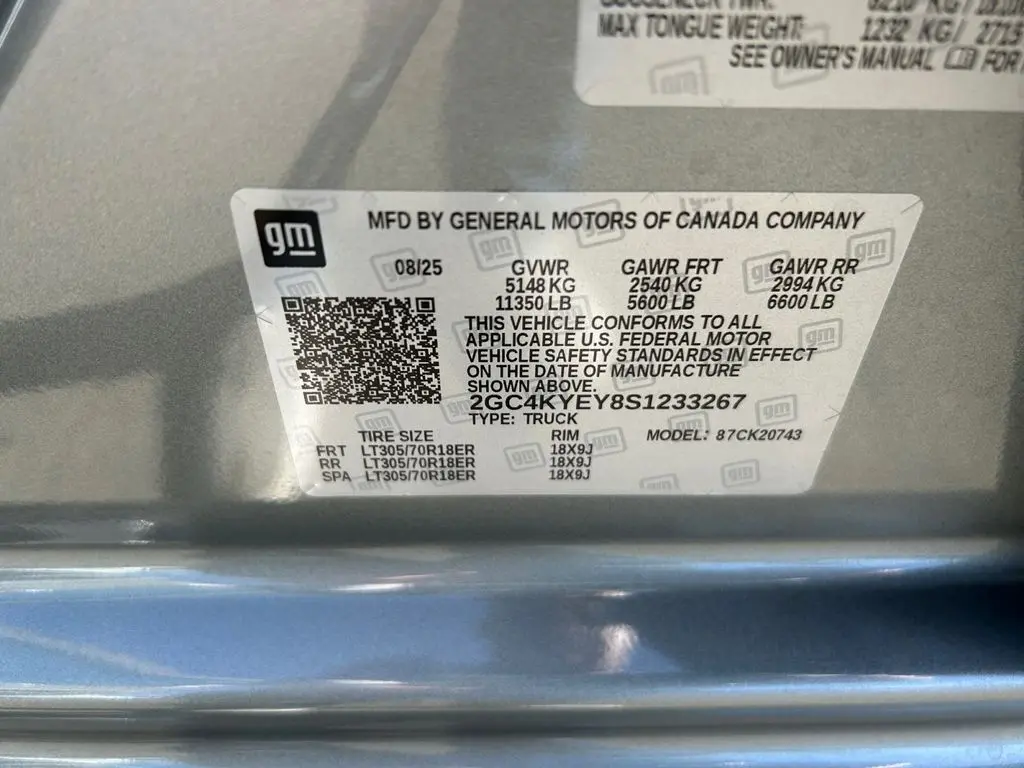 MAX TONGUE WEIGHT: 1232 KG/ 2715
SEE OWNER'S MANUAL FOR
gm
MFD BY GENERAL MOTORS OF CANADA COMPANY
08/25 GVWR GAWR FRT GAWR RR
5148 KG 2540 KG 2994 KG
11350 LB 5600 LB 6600 LB
THIS VEHICLE CONFORMS TO ALL
APPLICABLE U.S. FEDERAL MOTOR
VEHICLE SAFETY STANDARDS IN EFFECT
ON THE DATE OF MANUFACTURE
SHOWN ABOVE.
2GC4KYEY8S1233267
TYPE: TRUCK
TIRE SIZE RIM MODEL: 87CK20743
FRT LT305/70R18ER 18X9J
RR LT305/70R18ER 18X9J
SPA LT305/70R18ER 18X9J